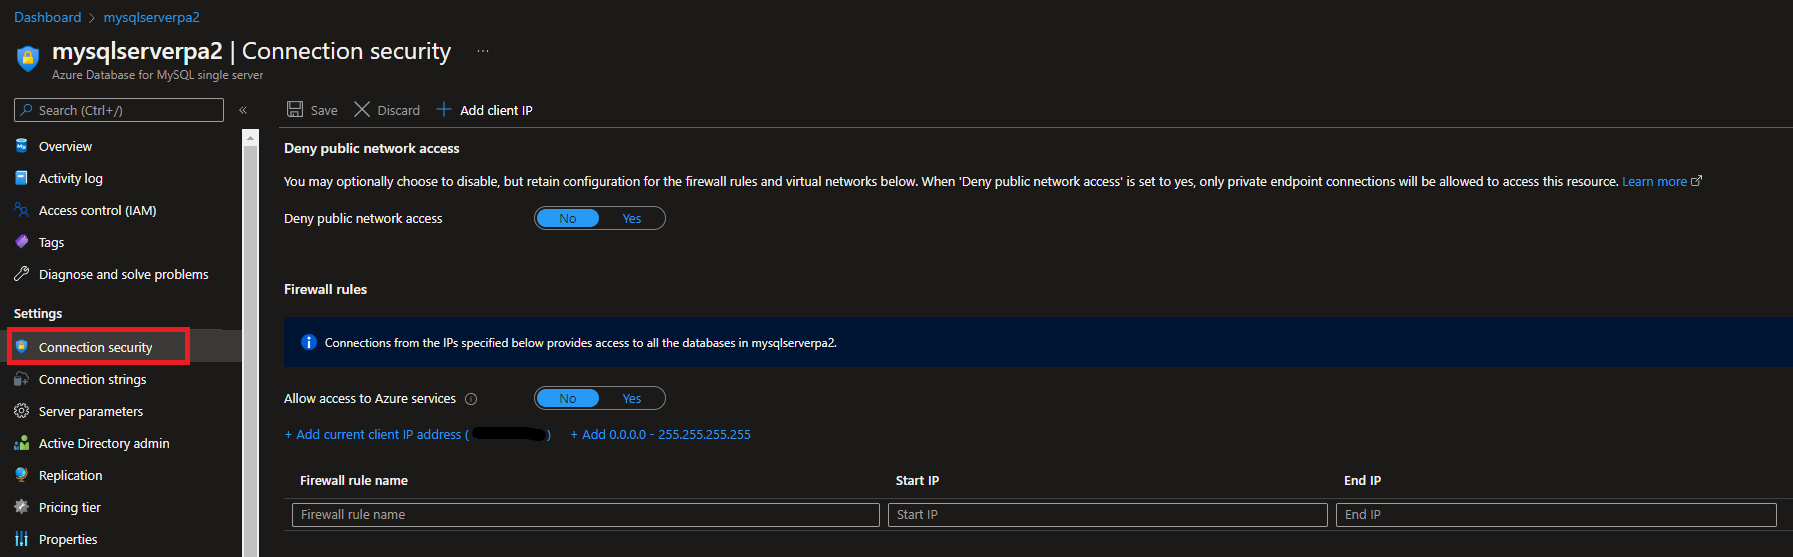 Dashboard > mysqlserverpa2
mysqlserverpa2 | Connection security ...
Azure Database for MySQL single server
Search (Ctrl+/) «
Save Discard + Add client IP
Overview
Activity log
Access control (IAM)
Tags
Diagnose and solve problems
Settings
Connection security
Connection strings
Server parameters
Active Directory admin
Replication
Pricing tier
Properties
Deny public network access
You may optionally choose to disable, but retain configuration for the firewall rules and virtual networks below. When 'Deny public network access' is set to yes, only private endpoint connections will be allowed to access this resource. Learn more
Deny public network access No Yes
Firewall rules
Connections from the IPs specified below provides access to all the databases in mysqlserverpa2.
Allow access to Azure services No Yes
+ Add current client IP address ( ) + Add 0.0.0.0 - 255.255.255.255
Firewall rule name Start IP End IP
Firewall rule name Start IP End IP